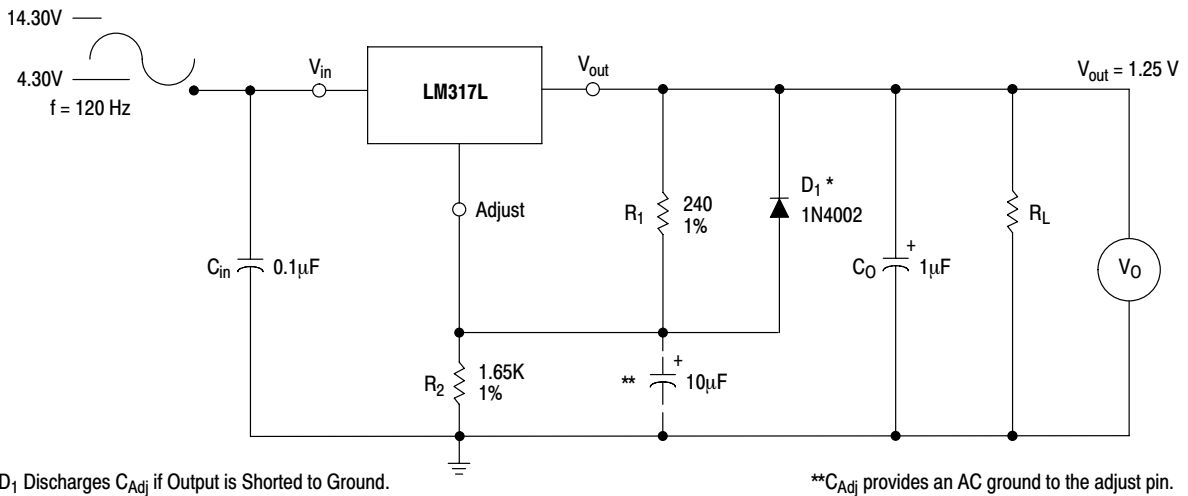 14.30V
4.30V
f = 120 Hz
Vin
LM317L
Vout
Vout = 1.25 V
Adjust
Cin
0.1μF
R1
240
1%
D1 *
1N4002
CO
+
1μF
RL
VO
R2
1.65K
1%
**
+
10μF
D1 Discharges CAdj if Output is Shorted to Ground.
**CAdj provides an AC ground to the adjust pin.